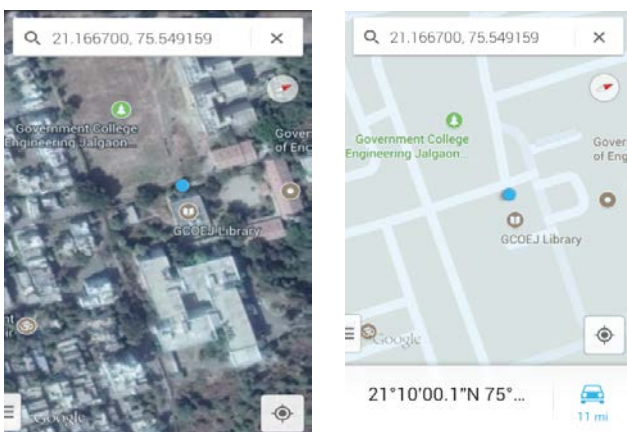 21.166700, 75.549159
Government College
Engineering Jalgaon...
Govern
of Eng
GCOEJ Library
Google
21.166700, 75.549159
Government College
Engineering Jalgaon...
Gover
of Eng
GCOEJ Library
Google
21°10'00.1"N 75°...
11 mi